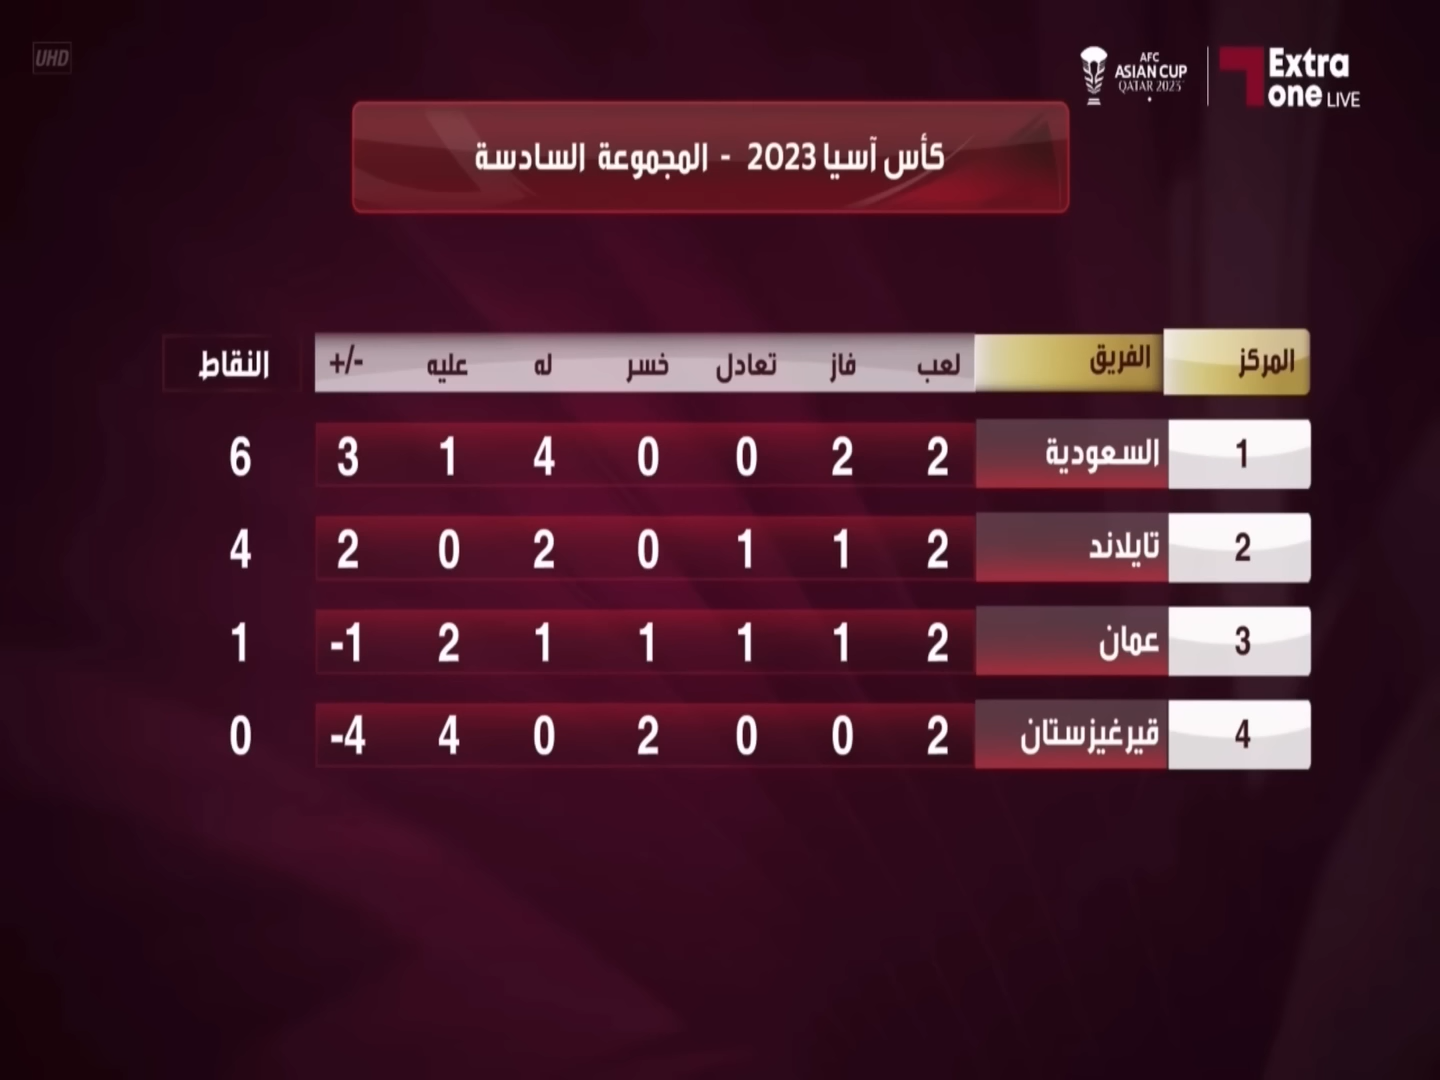 UHD
AFC
ASIAN CUP
QATAR 2023
Extra
one LIVE
كأس آسيا 2023 - المجموعة السادسة
المركز الفريق لعب فاز تعادل خسر له عليه +/- النقاط
1 السعودية 2 2 0 0 4 1 3 6
2 تايلاند 2 1 1 0 2 0 2 4
3 عمان 2 1 1 1 1 2 -1 1
4 قيرغيزستان 2 0 0 2 0 4 -4 0